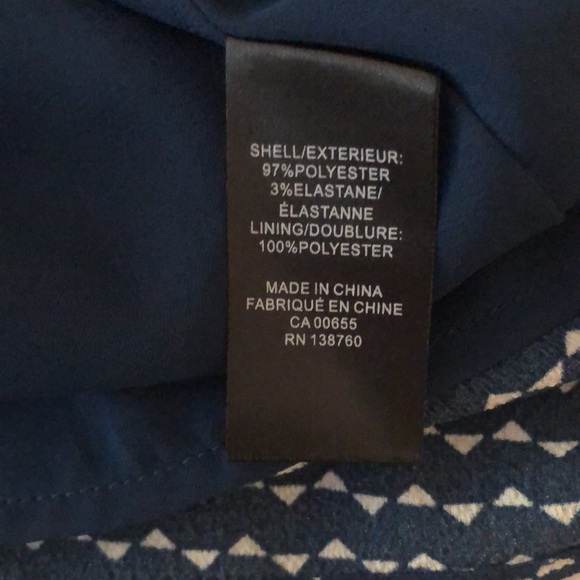 SHELL/EXTERIEUR:
97%POLYESTER
3%ELASTANE/
ÉLASTANNE
LINING/DOUBLURE:
100%POLYESTER
MADE IN CHINA
FABRIQUÉ EN CHINE
CA 00655
RN 138760